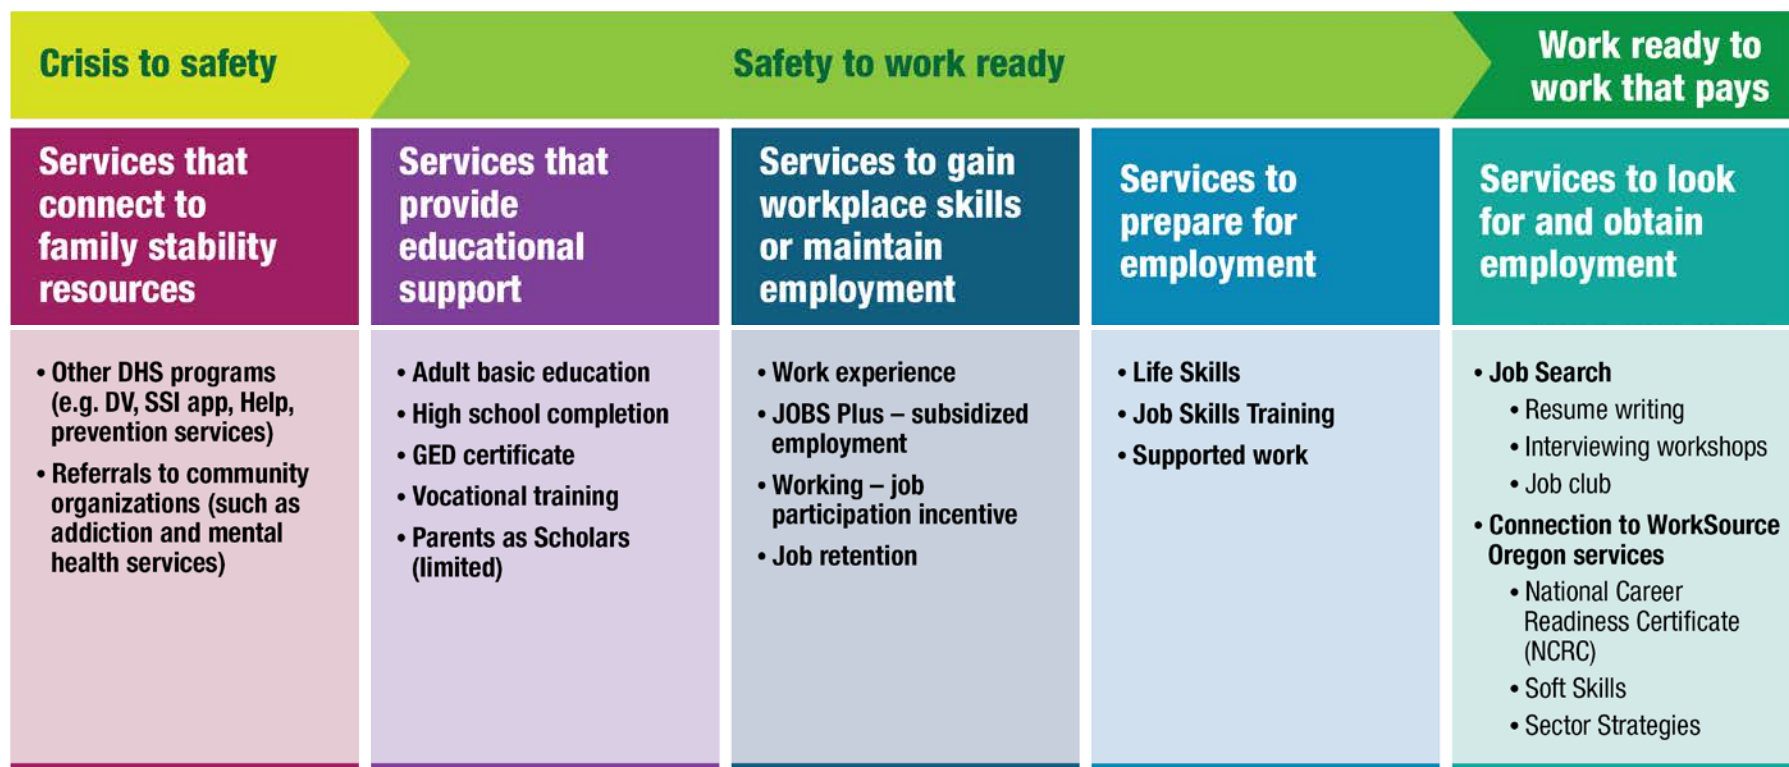 Crisis to safety
Safety to work ready
Work ready to
work that pays
Services that
connect to
family stability
resources
• Other DHS programs
(e.g. DV, SSI app, Help,
prevention services)
• Referrals to community
organizations (such as
addiction and mental
health services)
Services that
provide
educational
support
• Adult basic education
• High school completion
• GED certificate
• Vocational training
• Parents as Scholars
(limited)
Services to gain
workplace skills
or maintain
employment
• Work experience
• JOBS Plus – subsidized
employment
• Working – job
participation incentive
• Job retention
Services to
prepare for
employment
• Life Skills
• Job Skills Training
• Supported work
Services to look
for and obtain
employment
• Job Search
• Resume writing
• Interviewing workshops
• Job club
• Connection to WorkSource
Oregon services
• National Career
Readiness Certificate
(NCRC)
• Soft Skills
• Sector Strategies